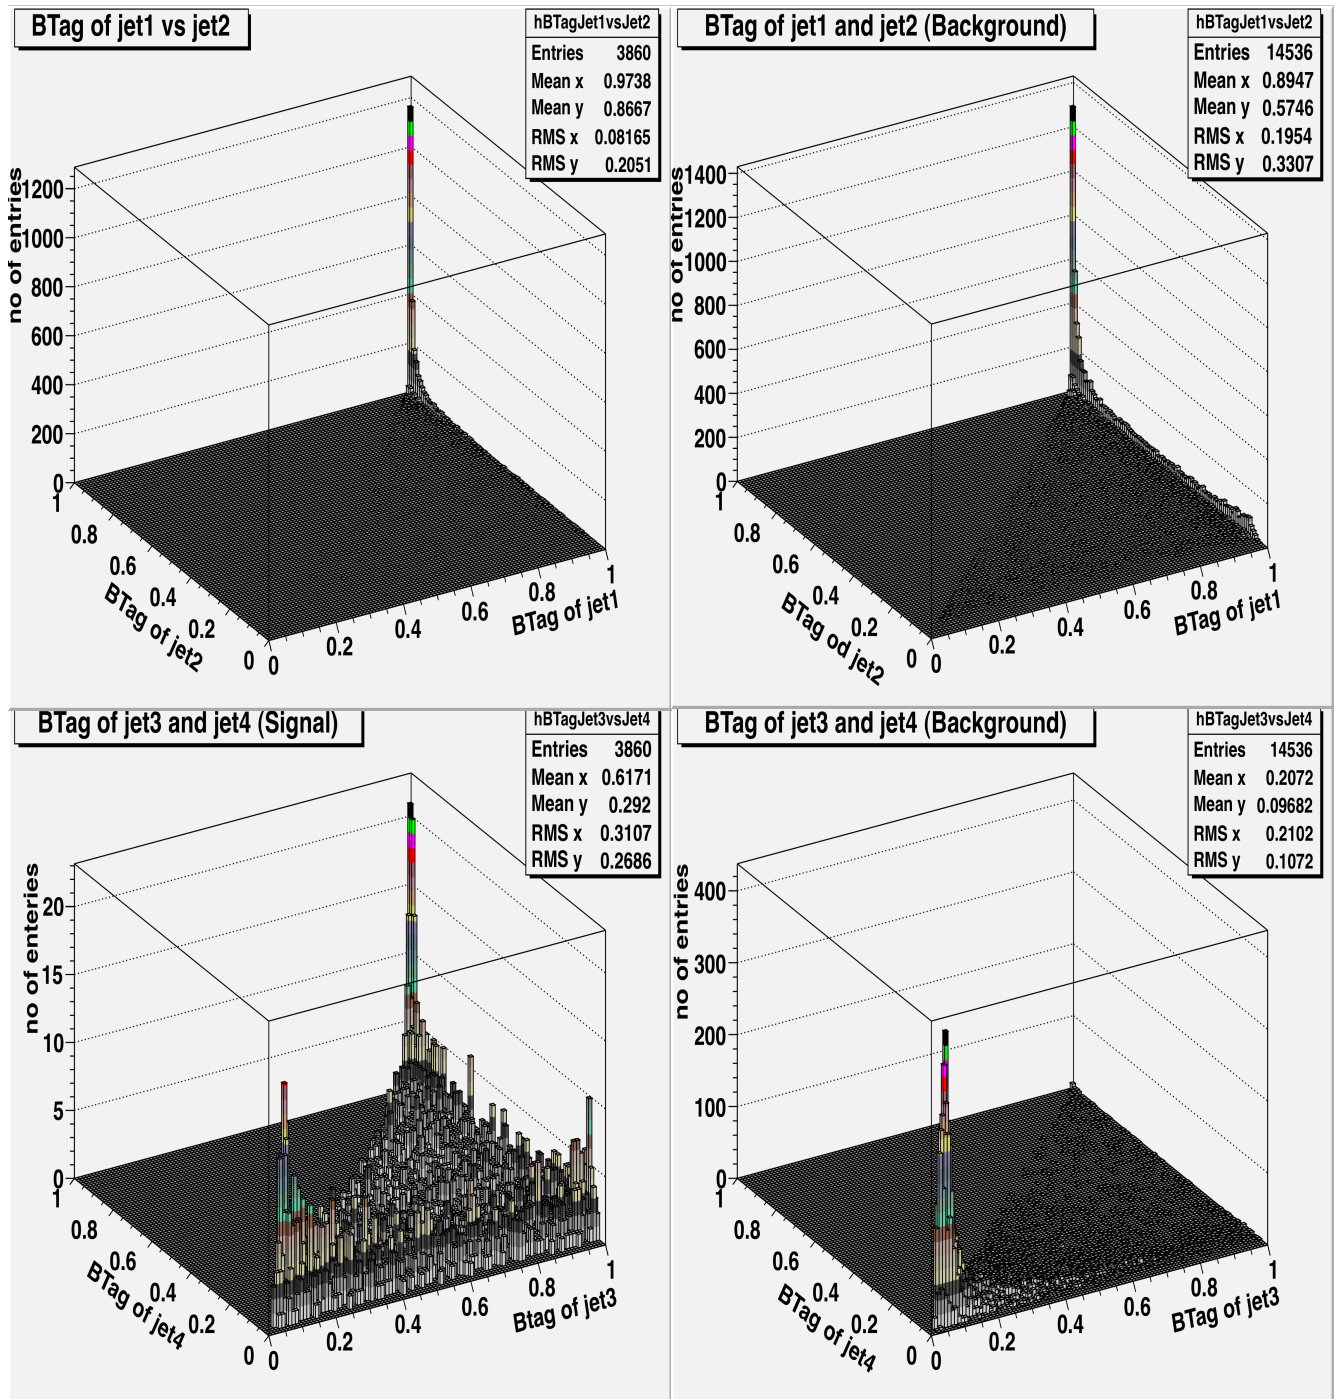 BTag of jet1 vs jet2
hBTagJet1vsJet2
Entries 3860
Mean x 0.9738
Mean y 0.8667
RMS x 0.08165
RMS y 0.2051
no of entries
1200
1000
800
600
400
200
0
1
0.8
0.6
0.4
0.2
0
BTag of jet2
0
0.2
0.4
0.6
0.8
1
BTag of jet1
BTag of jet1 and jet2 (Background)
hBTagJet1vsJet2
Entries 14536
Mean x 0.8947
Mean y 0.5746
RMS x 0.1954
RMS y 0.3307
no of entries
1400
1200
1000
800
600
400
200
0
1
0.8
0.6
0.4
0.2
0
BTag od jet2
0
0.2
0.4
0.6
0.8
1
BTag of jet1
BTag of jet3 and jet4 (Signal)
hBTagJet3vsJet4
Entries 3860
Mean x 0.6171
Mean y 0.292
RMS x 0.3107
RMS y 0.2686
no of enteries
20
15
10
5
0
1
0.8
0.6
0.4
0.2
0
BTag of jet4
0
0.2
0.4
0.6
0.8
1
Btag of jet3
BTag of jet3 and jet4 (Background)
hBTagJet3vsJet4
Entries 14536
Mean x 0.2072
Mean y 0.09682
RMS x 0.2102
RMS y 0.1072
no of entries
400
300
200
100
0
1
0.8
0.6
0.4
0.2
0
BTag of jet4
0
0.2
0.4
0.6
0.8
1
BTag of jet3